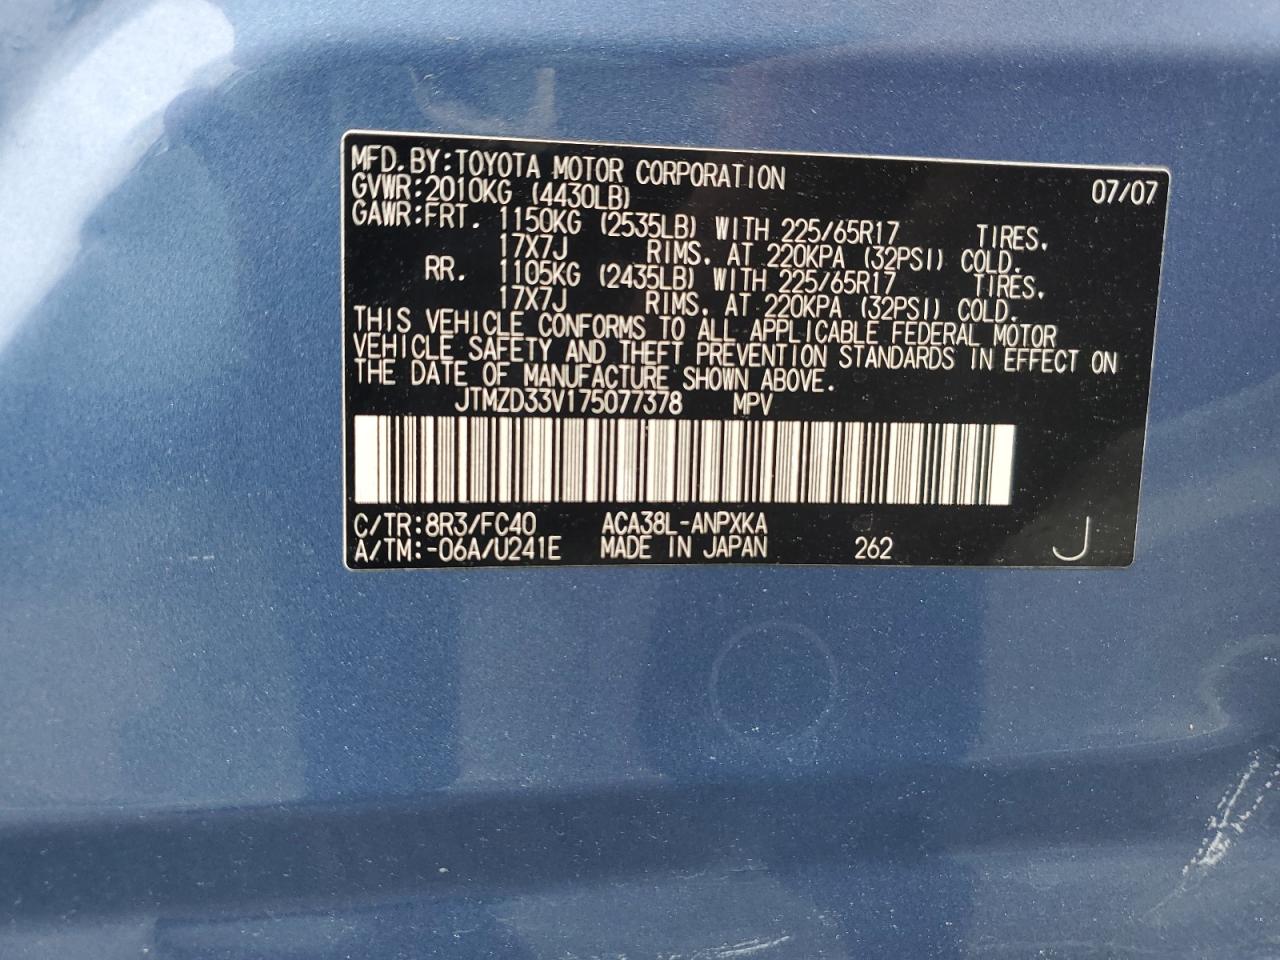 MFD. BY: TOYOTA MOTOR CORPORATION 07/07
GVWR: 2010KG (4430LB)
GAWR: FRT. 1150KG (2535LB) WITH 225/65R17 TIRES,
17X7J RIMS, AT 220KPA (32PSI) COLD.
RR. 1105KG (2435LB) WITH 225/65R17 TIRES,
17X7J RIMS, AT 220KPA (32PSI) COLD.
THIS VEHICLE CONFORMS TO ALL APPLICABLE FEDERAL MOTOR
VEHICLE SAFETY AND THEFT PREVENTION STANDARDS IN EFFECT ON
THE DATE OF MANUFACTURE SHOWN ABOVE.
JTMZD33V175077378 MPV
C/TR: 8R3/FC40 ACA38L-ANPXKA
A/TM: -06A/U241E MADE IN JAPAN 262 J